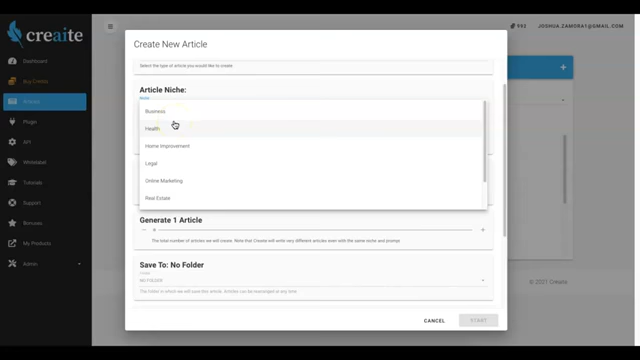 creaite
993
JOSHUA.ZAMORA1@GMAIL.COM
Dashboard
Buy Credits
Articles
Plugin
API
Whitelabel
Tutorials
Support
Bonuses
My Products
Admin
Create New Article
Select the type of article you would like to create
Article Niche:
Niche
Business
Health
Home Improvement
Legal
Online Marketing
Real Estate
Generate 1 Article
The total number of articles we will create. Note that Creaite will write very different articles even with the same niche and prompt
Save To: No Folder
NO FOLDER
The folder in which we will save this article. Articles can be rearranged at any time.
CANCEL
START
© 2021 Creaite